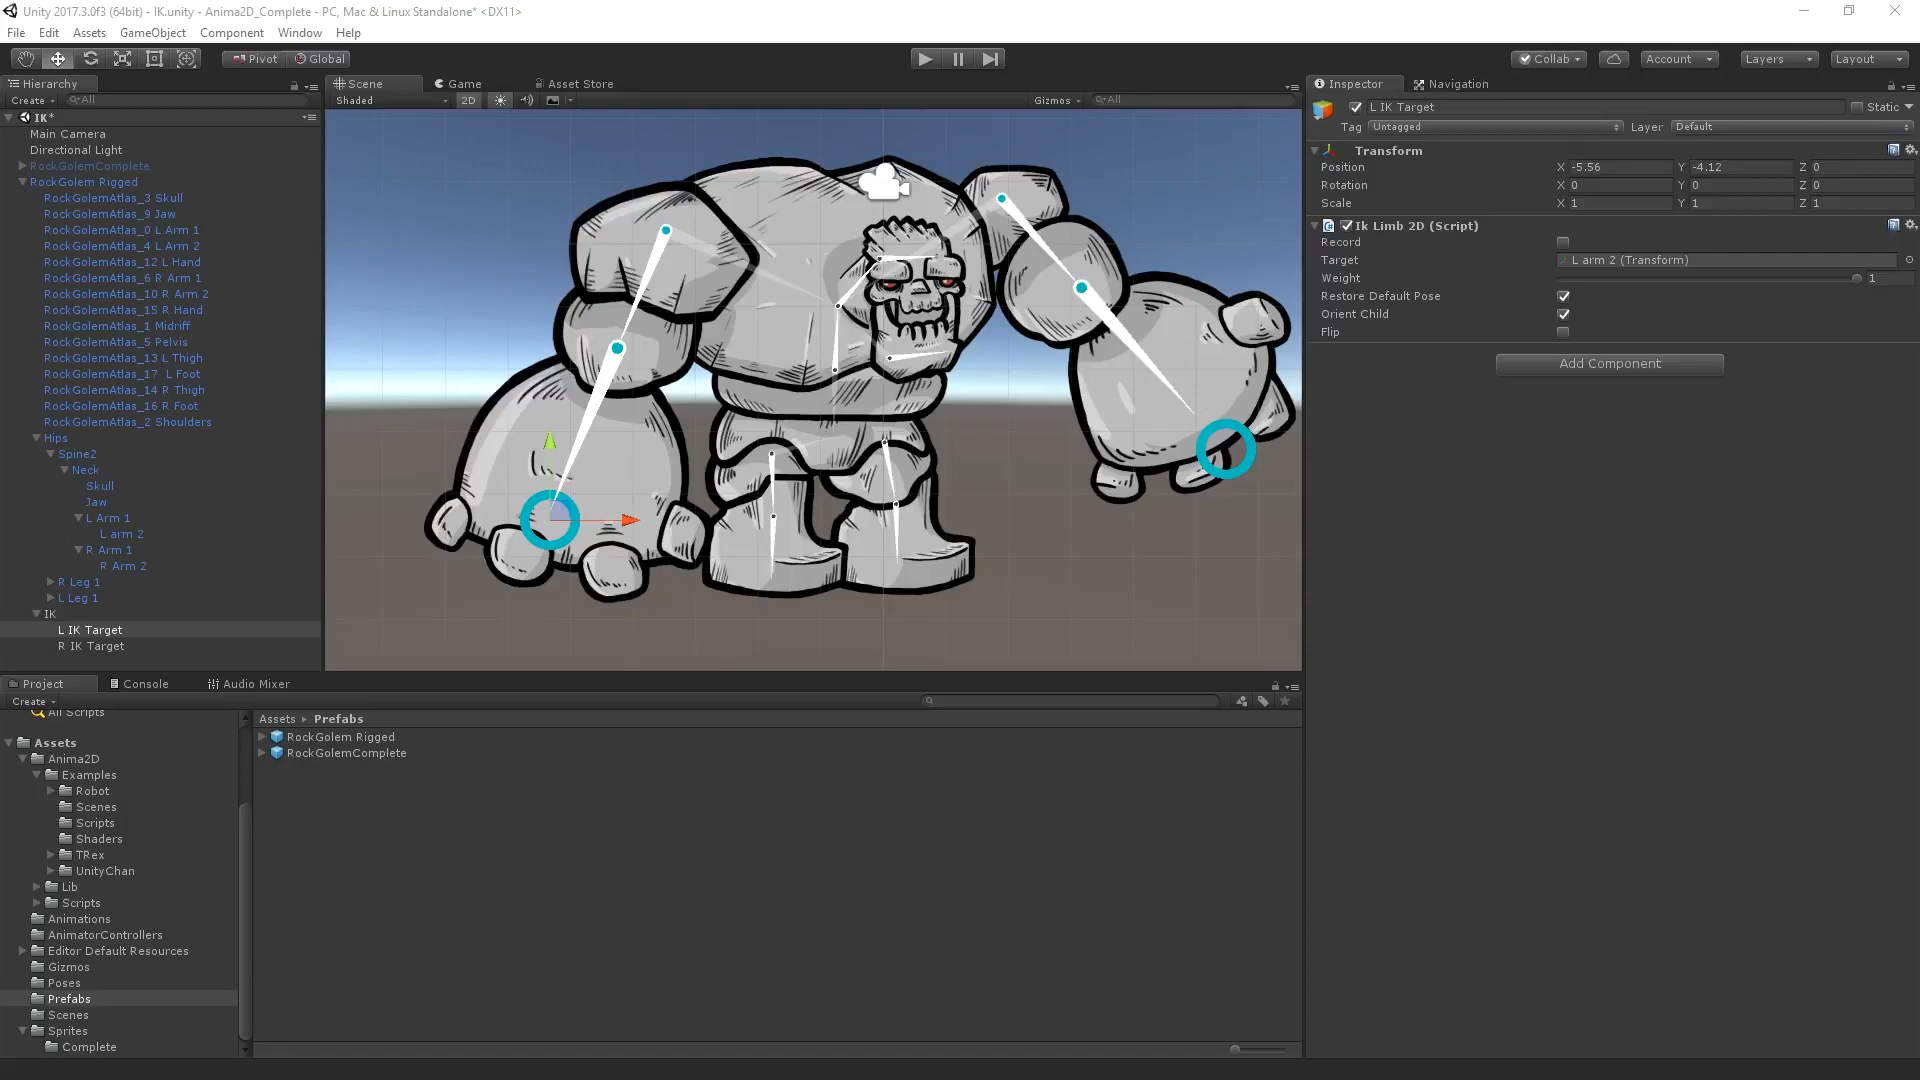 Unity 2017.3.0f3 (64bit) - IK.unity - Anima2D_Complete - PC, Mac & Linux Standalone* <DX11>
File Edit Assets GameObject Component Window Help
Pivot Global Collab Account Layers Layout
Hierarchy
Create All
IK*
Main Camera
Directional Light
RockGolemComplete
RockGolem Rigged
RockGolemAtlas_3 Skull
RockGolemAtlas_9 Jaw
RockGolemAtlas_0 L Arm 1
RockGolemAtlas_4 L Arm 2
RockGolemAtlas_12 L Hand
RockGolemAtlas_6 R Arm 1
RockGolemAtlas_10 R Arm 2
RockGolemAtlas_15 R Hand
RockGolemAtlas_1 Midriff
RockGolemAtlas_5 Pelvis
RockGolemAtlas_13 L Thigh
RockGolemAtlas_17 L Foot
RockGolemAtlas_14 R Thigh
RockGolemAtlas_16 R Foot
RockGolemAtlas_2 Shoulders
Hips
Spine2
Neck
Skull
Jaw
L Arm 1
L arm 2
R Arm 1
R Arm 2
R Leg 1
L Leg 1
IK
L IK Target
R IK Target
Scene Game Asset Store
Shaded 2D Gizmos All
Inspector Navigation
L IK Target Static
Tag Untagged Layer Default
Transform
Position X -5.56 Y -4.12 Z 0
Rotation X 0 Y 0 Z 0
Scale X 1 Y 1 Z 1
Ik Limb 2D (Script)
Record
Target L arm 2 (Transform)
Weight 1
Restore Default Pose
Orient Child
Flip
Add Component
Project Console Audio Mixer
Create
All Scripts
Assets
Anima2D
Examples
Robot
Scenes
Scripts
Shaders
TRex
UnityChan
Lib
Scripts
Animations
AnimatorControllers
Editor Default Resources
Gizmos
Poses
Prefabs
Scenes
Sprites
Complete
Assets Prefabs
RockGolem Rigged
RockGolemComplete